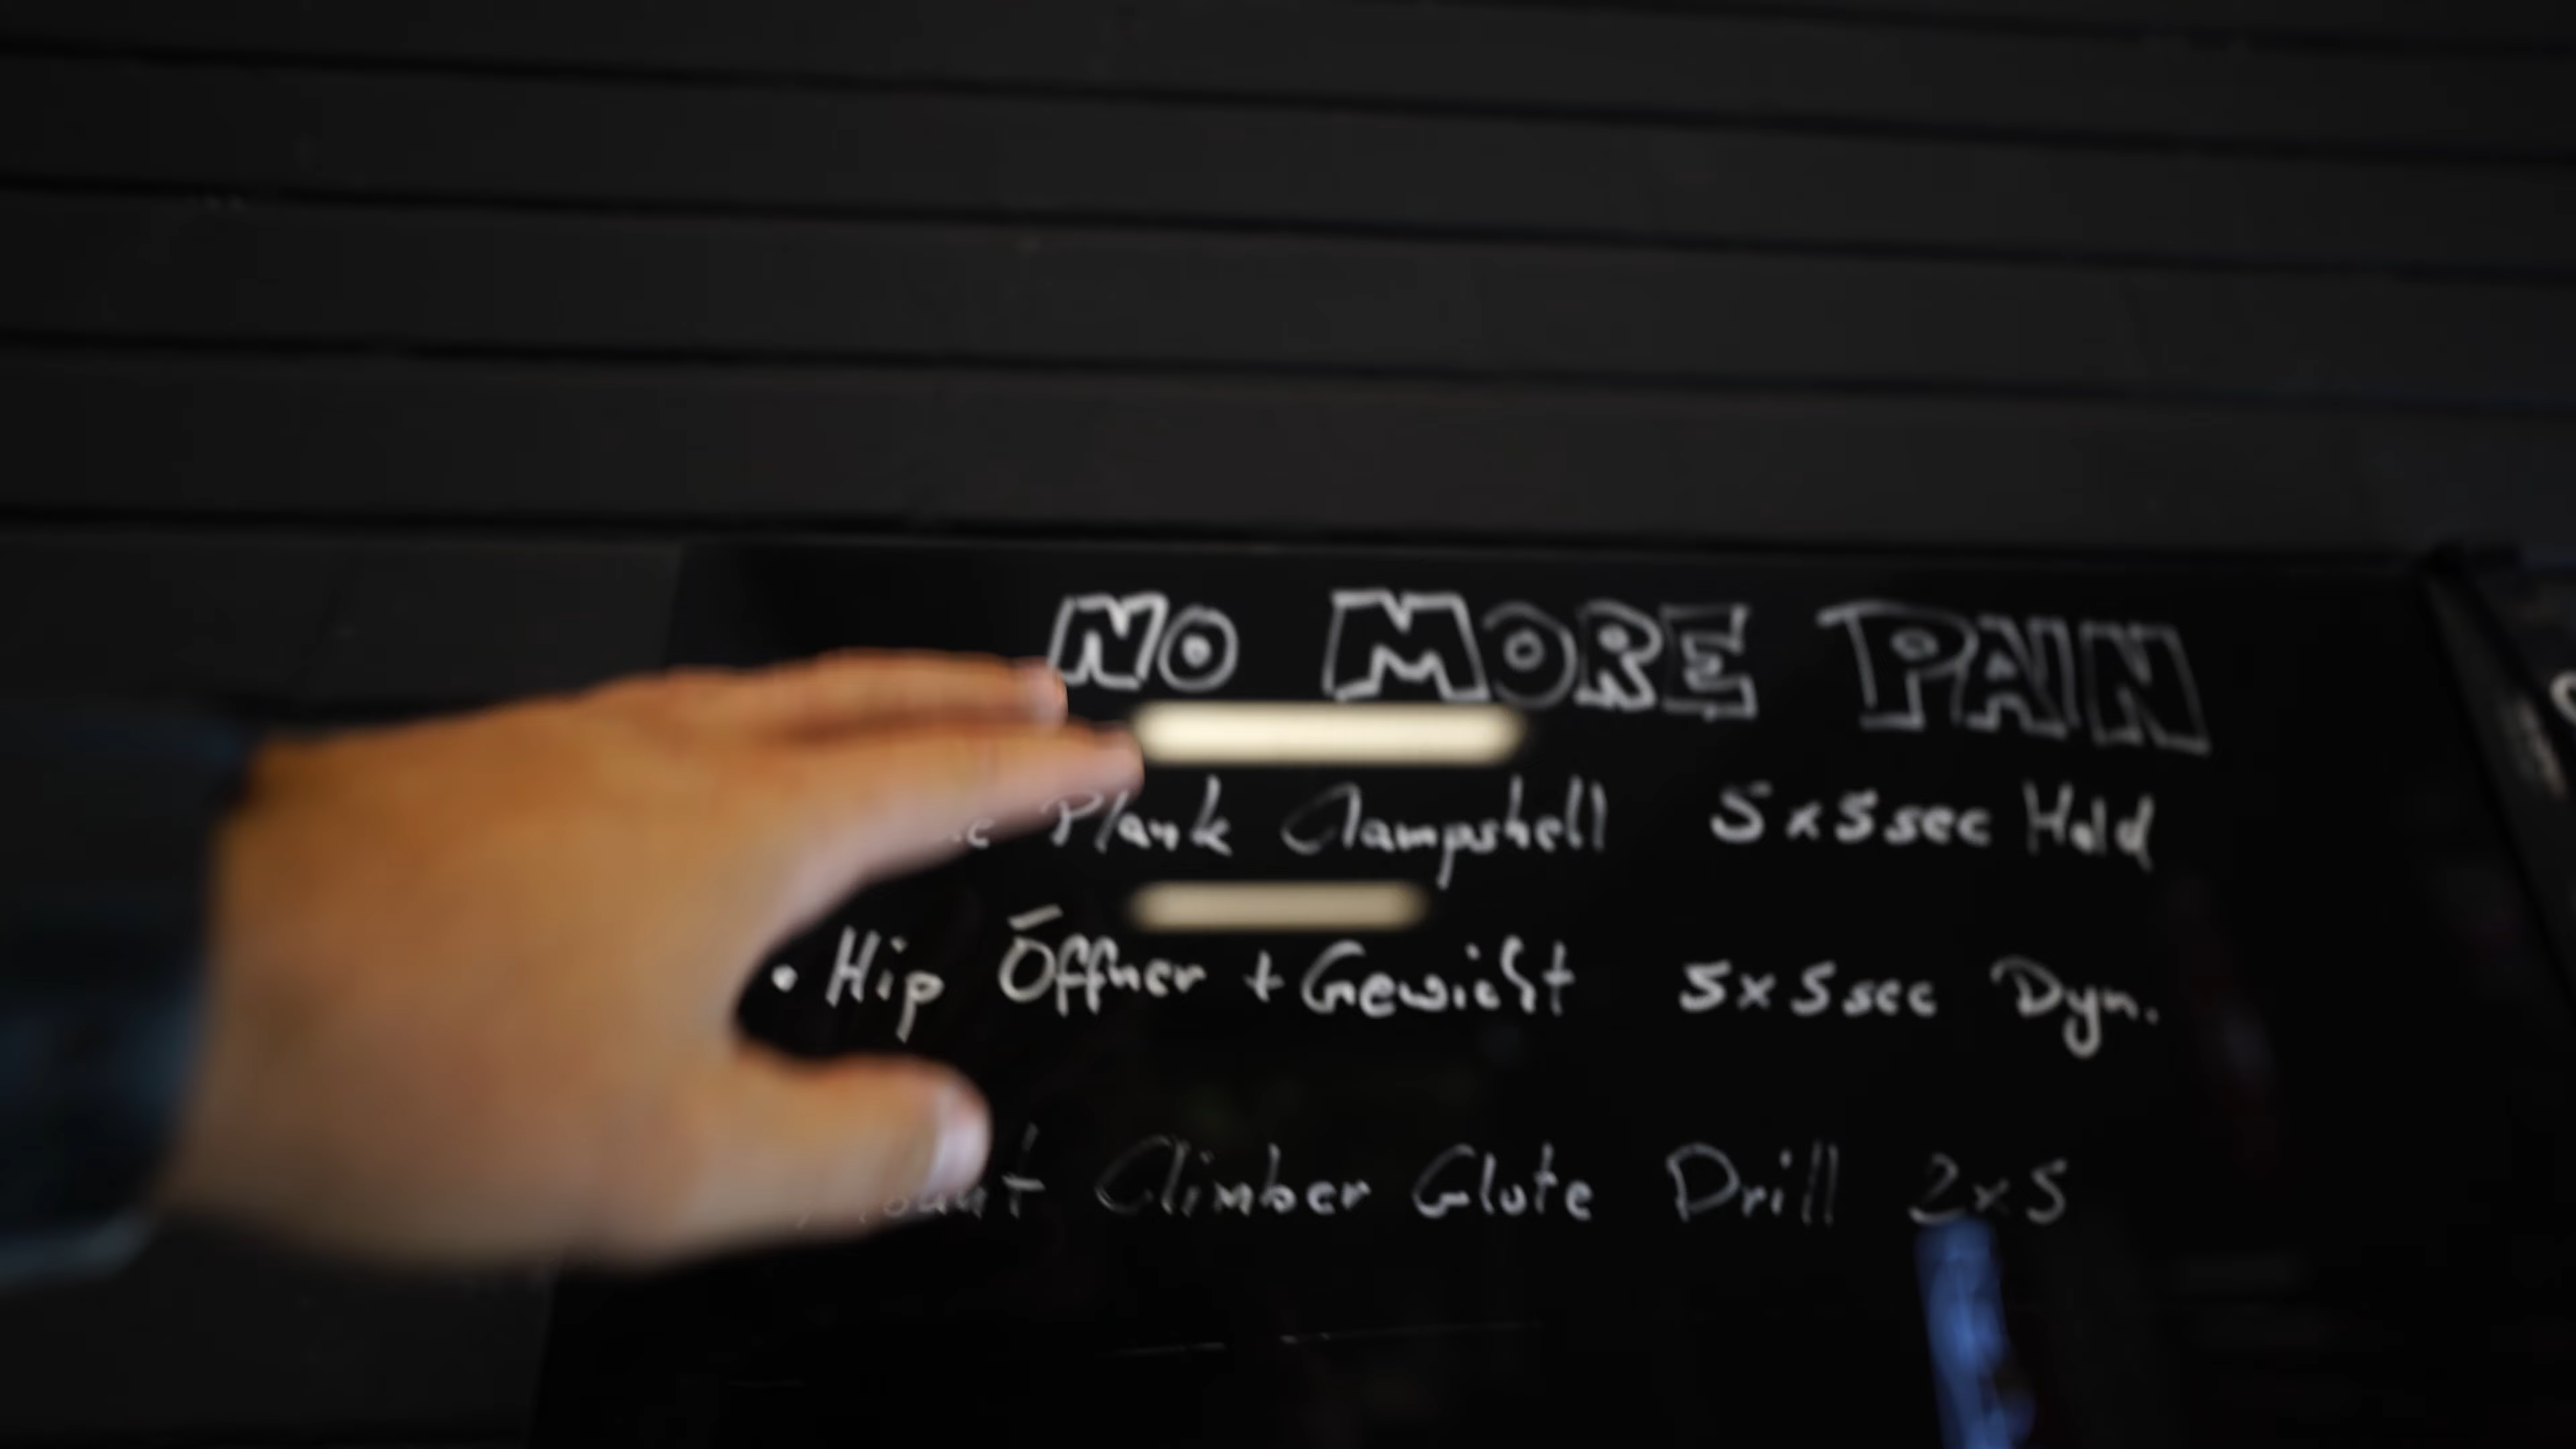 NO MORE PAIN
Plank Clampshell 5x5sec Hold
• Hip Öffner + Gewicht 5x5sec Dyn.
Climber Glute Drill 2x5